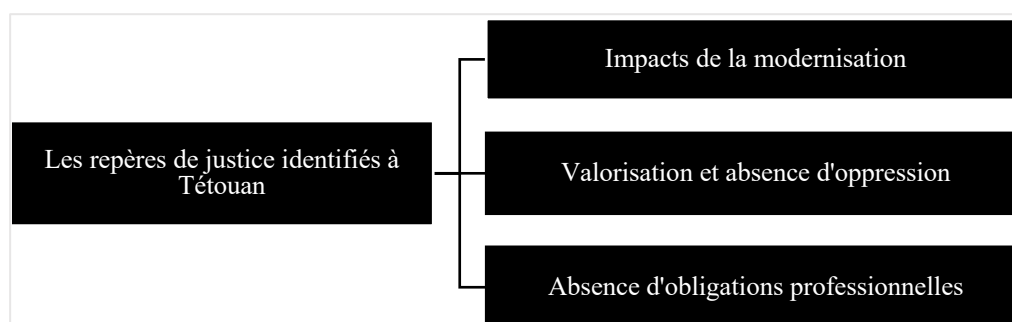 Impacts de la modernisation
Les repères de justice identifiés à
Tétouan
Valorisation et absence d'oppression
Absence d'obligations professionnelles